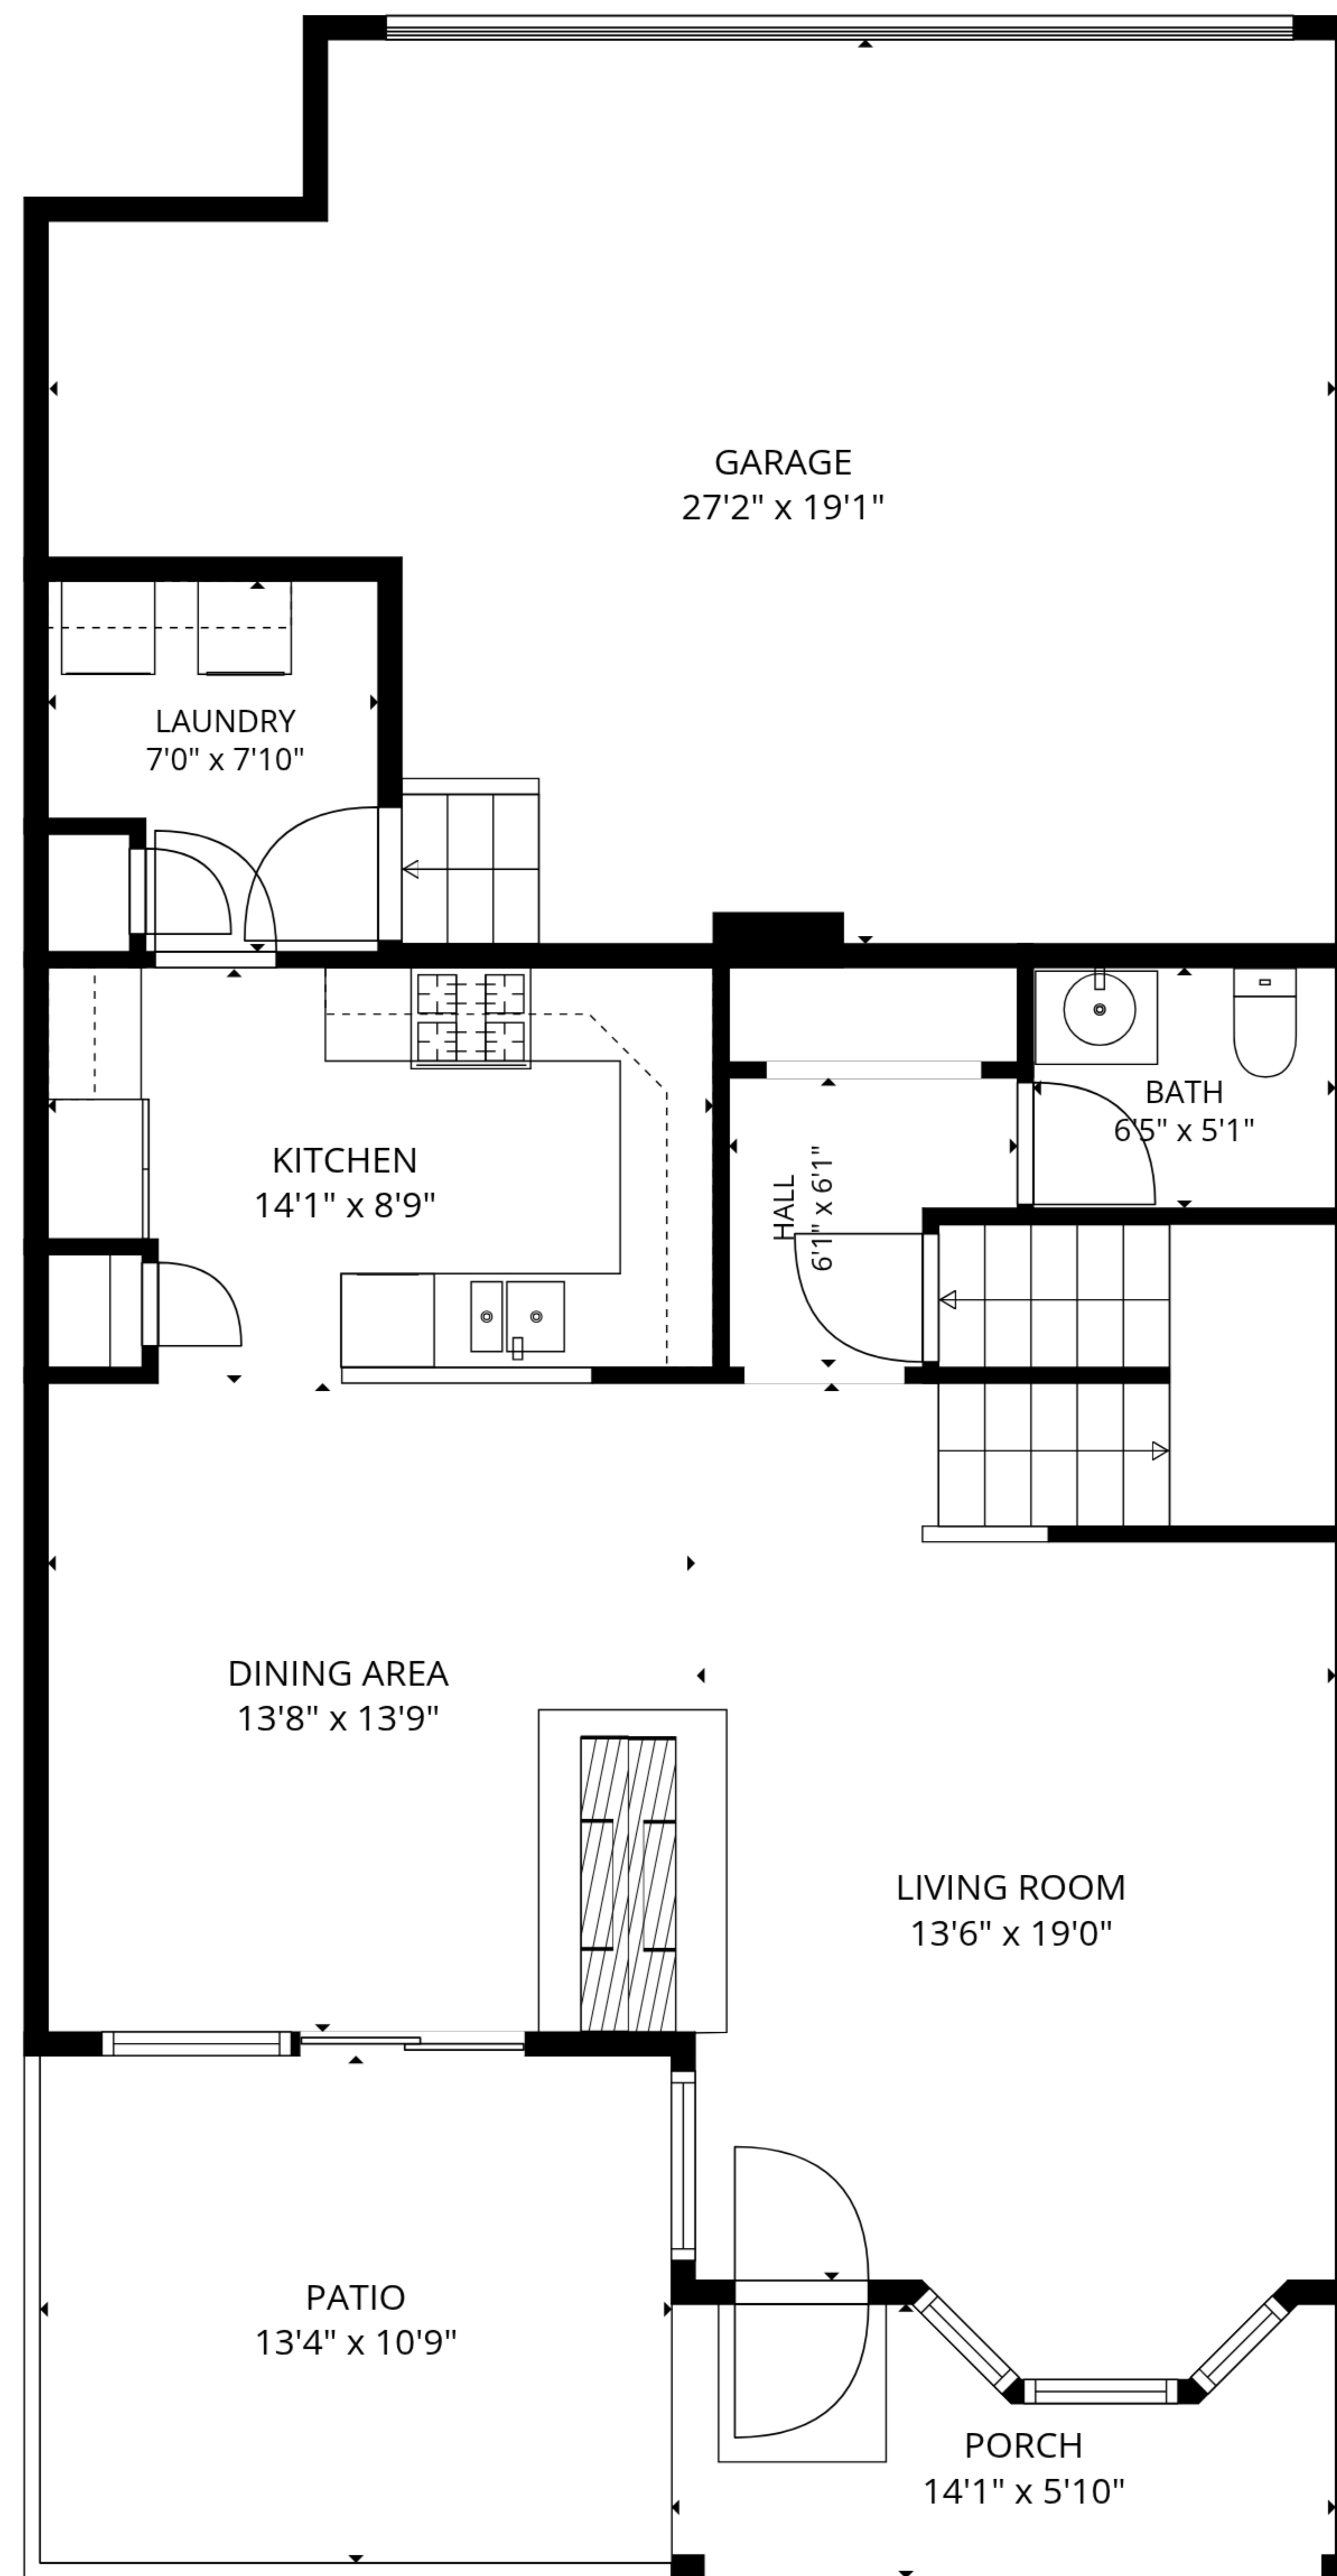 GARAGE
27'2" x 19'1"
LAUNDRY
7'0" x 7'10"
BATH
6'5" x 5'1"
KITCHEN
14'1" x 8'9"
HALL
6'1" x 6'1"
DINING AREA
13'8" x 13'9"
LIVING ROOM
13'6" x 19'0"
PATIO
13'4" x 10'9"
PORCH
14'1" x 5'10"